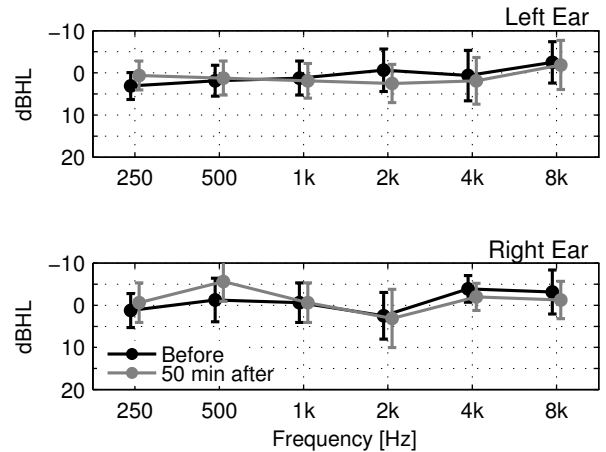 Left Ear
dBHL
−10
0
10
20
250 500 1k 2k 4k 8k
Right Ear
dBHL
−10
0
10
20
Before
50 min after
250 500 1k 2k 4k 8k
Frequency [Hz]